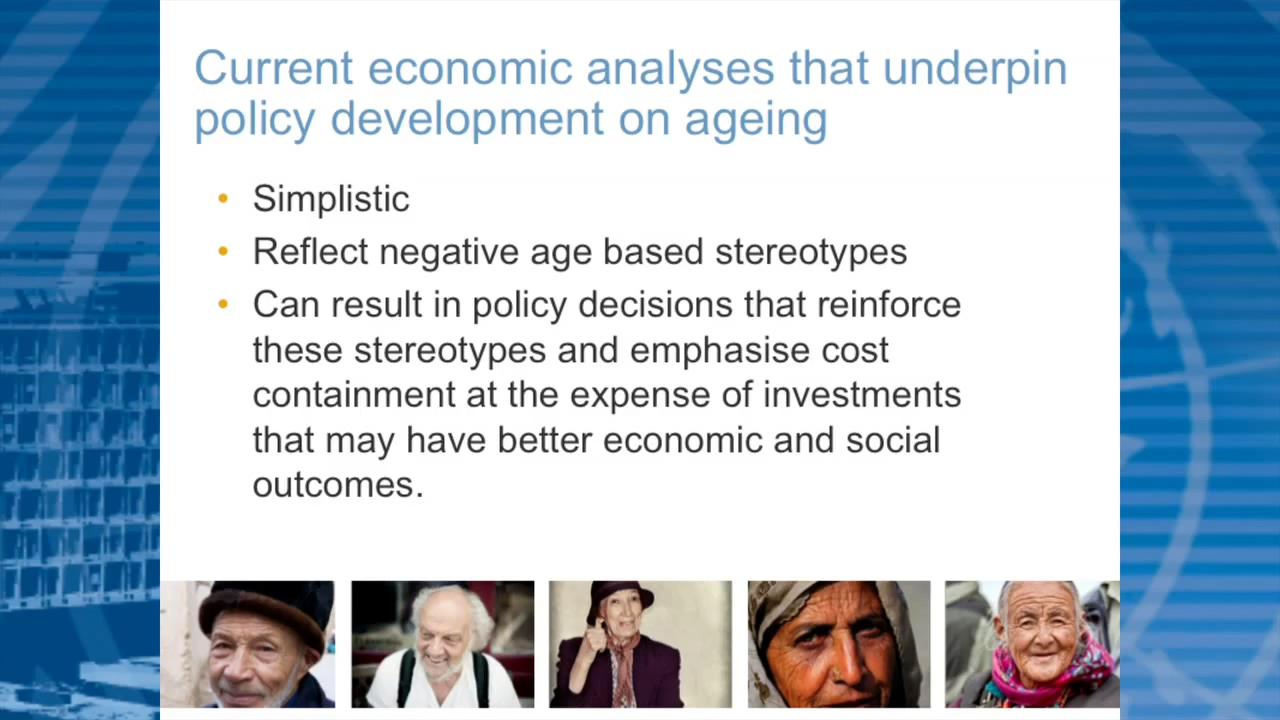 Current economic analyses that underpin
policy development on ageing
• Simplistic
• Reflect negative age based stereotypes
• Can result in policy decisions that reinforce
these stereotypes and emphasise cost
containment at the expense of investments
that may have better economic and social
outcomes.